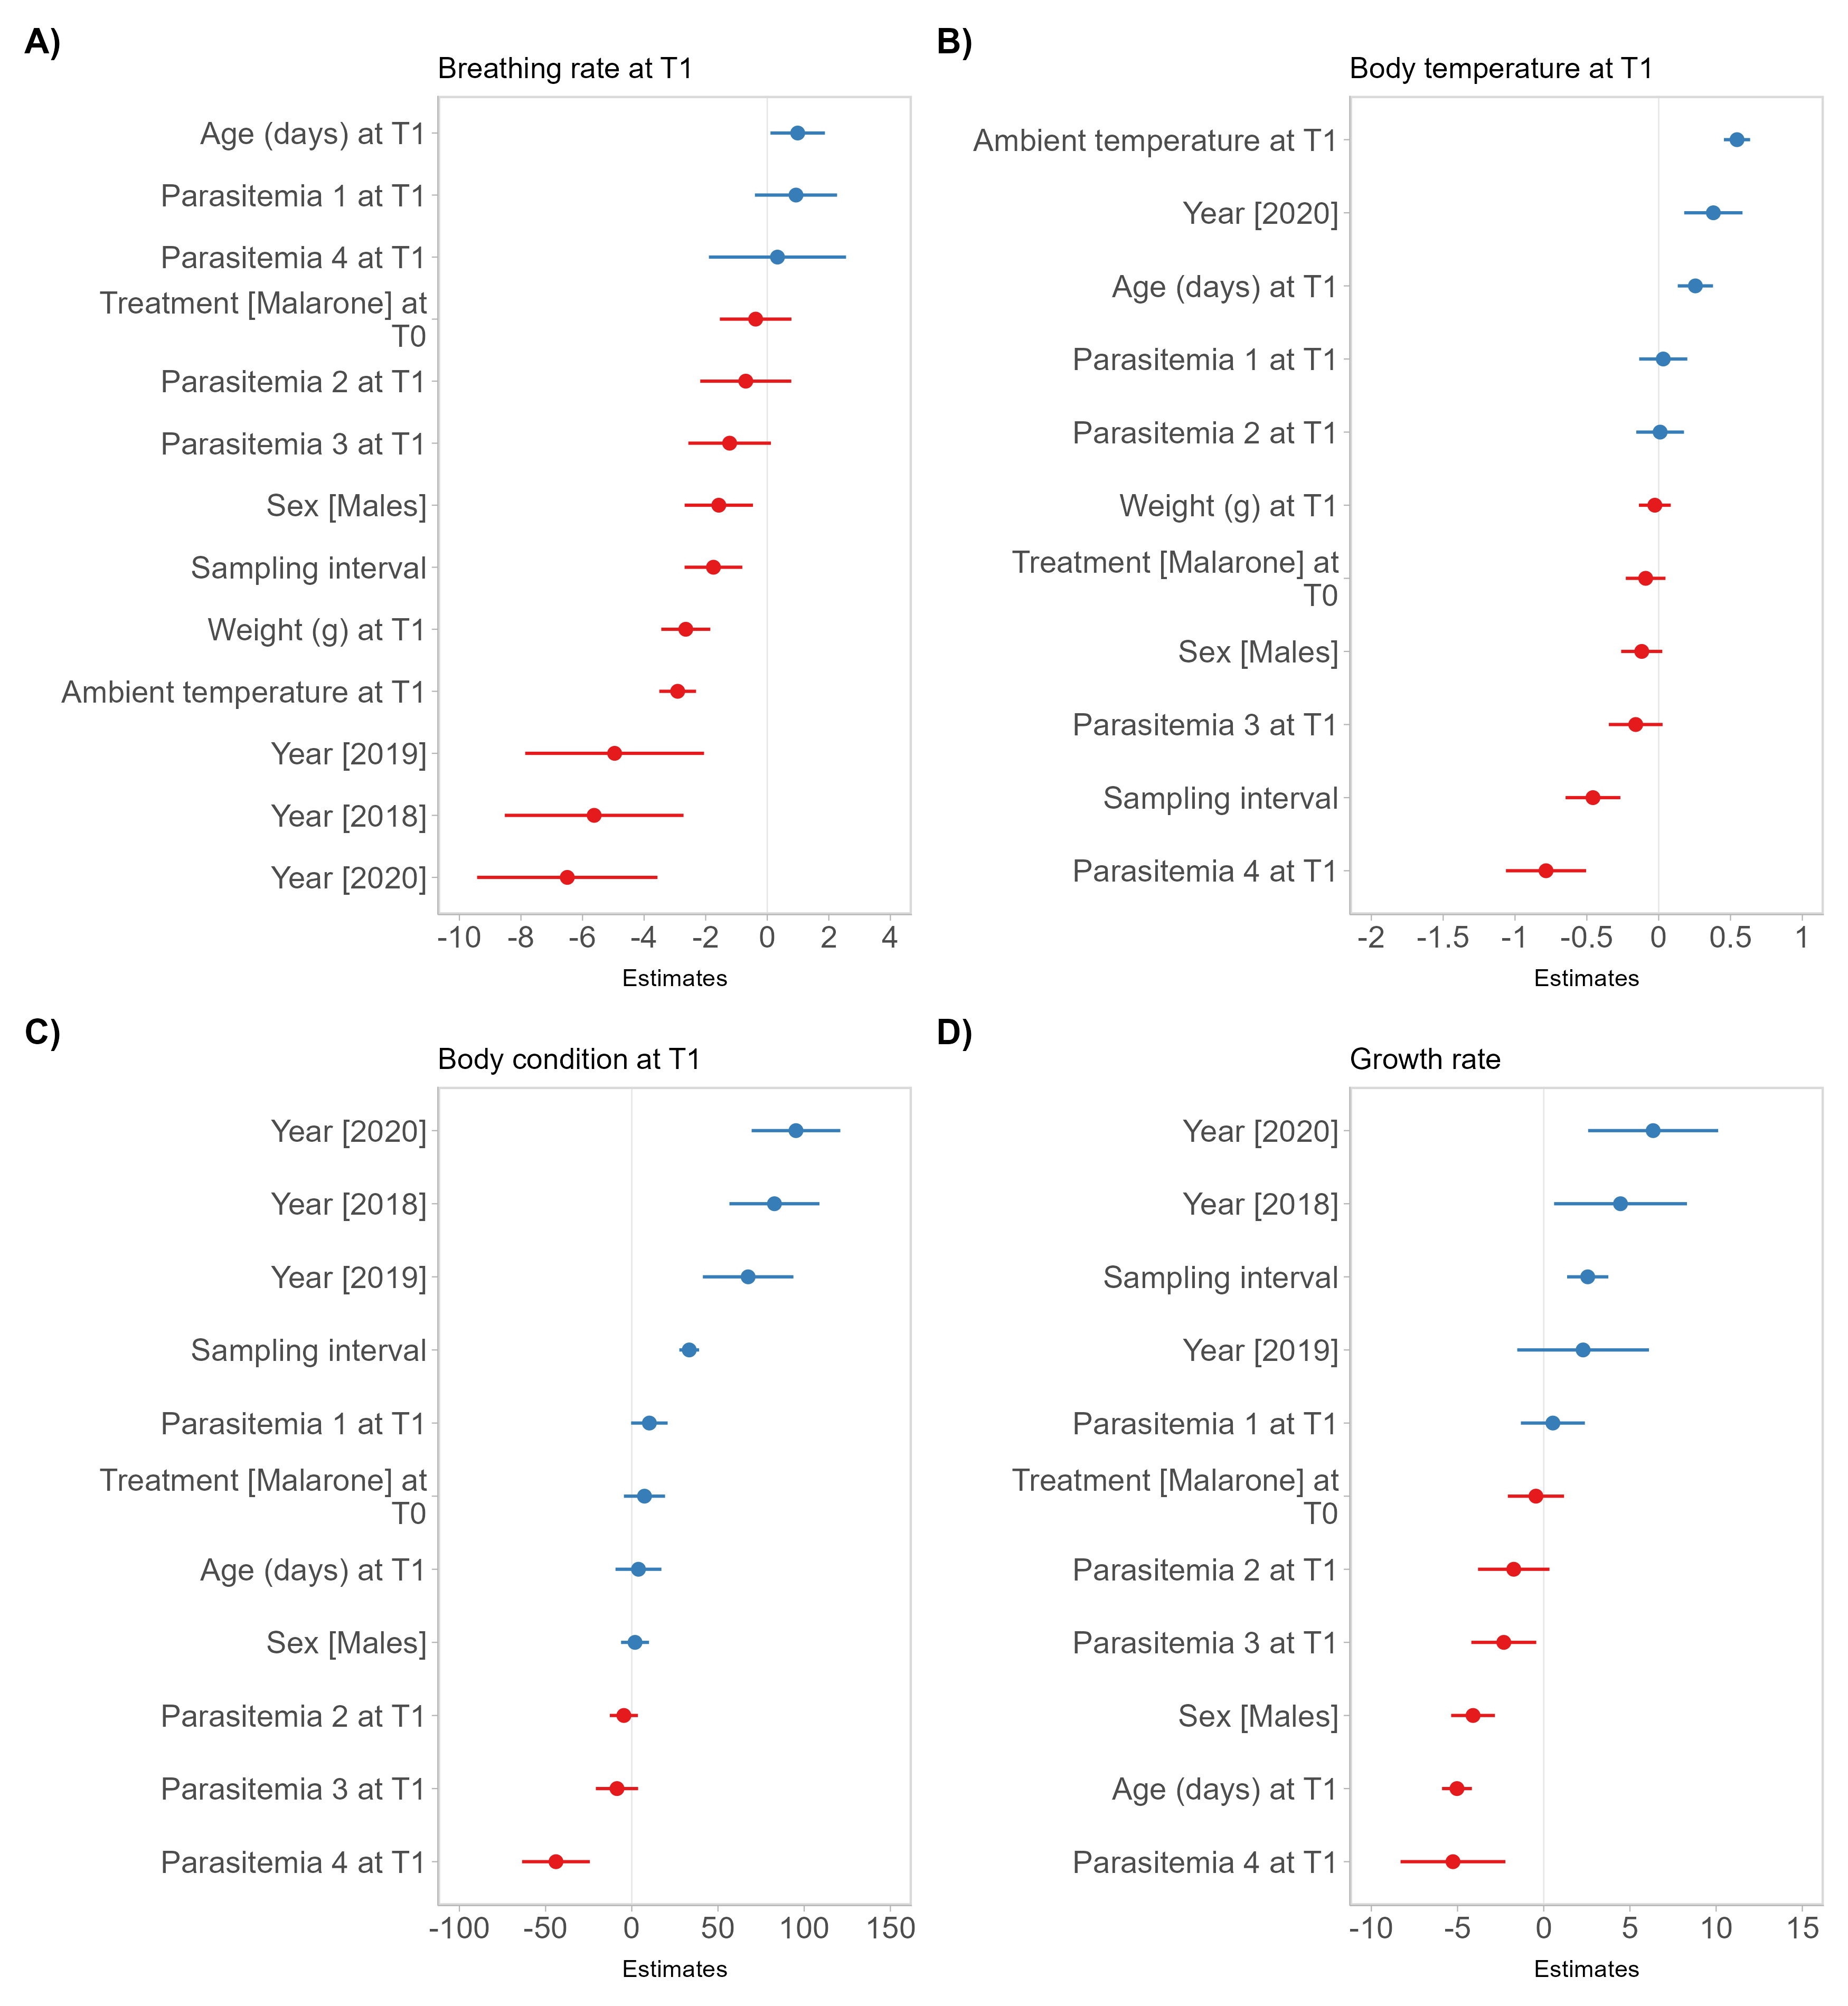 A)
Breathing rate at T1
Age (days) at T1
Parasitemia 1 at T1
Parasitemia 4 at T1
Treatment [Malarone] at
T0
Parasitemia 2 at T1
Parasitemia 3 at T1
Sex [Males]
Sampling interval
Weight (g) at T1
Ambient temperature at T1
Year [2019]
Year [2018]
Year [2020]
-10 -8 -6 -4 -2 0 2 4
Estimates
B)
Body temperature at T1
Ambient temperature at T1
Year [2020]
Age (days) at T1
Parasitemia 1 at T1
Parasitemia 2 at T1
Weight (g) at T1
Treatment [Malarone] at
T0
Sex [Males]
Parasitemia 3 at T1
Sampling interval
Parasitemia 4 at T1
-2 -1.5 -1 -0.5 0 0.5 1
Estimates
C)
Body condition at T1
Year [2020]
Year [2018]
Year [2019]
Sampling interval
Parasitemia 1 at T1
Treatment [Malarone] at
T0
Age (days) at T1
Sex [Males]
Parasitemia 2 at T1
Parasitemia 3 at T1
Parasitemia 4 at T1
-100 -50 0 50 100 150
Estimates
D)
Growth rate
Year [2020]
Year [2018]
Sampling interval
Year [2019]
Parasitemia 1 at T1
Treatment [Malarone] at
T0
Parasitemia 2 at T1
Parasitemia 3 at T1
Sex [Males]
Age (days) at T1
Parasitemia 4 at T1
-10 -5 0 5 10 15
Estimates